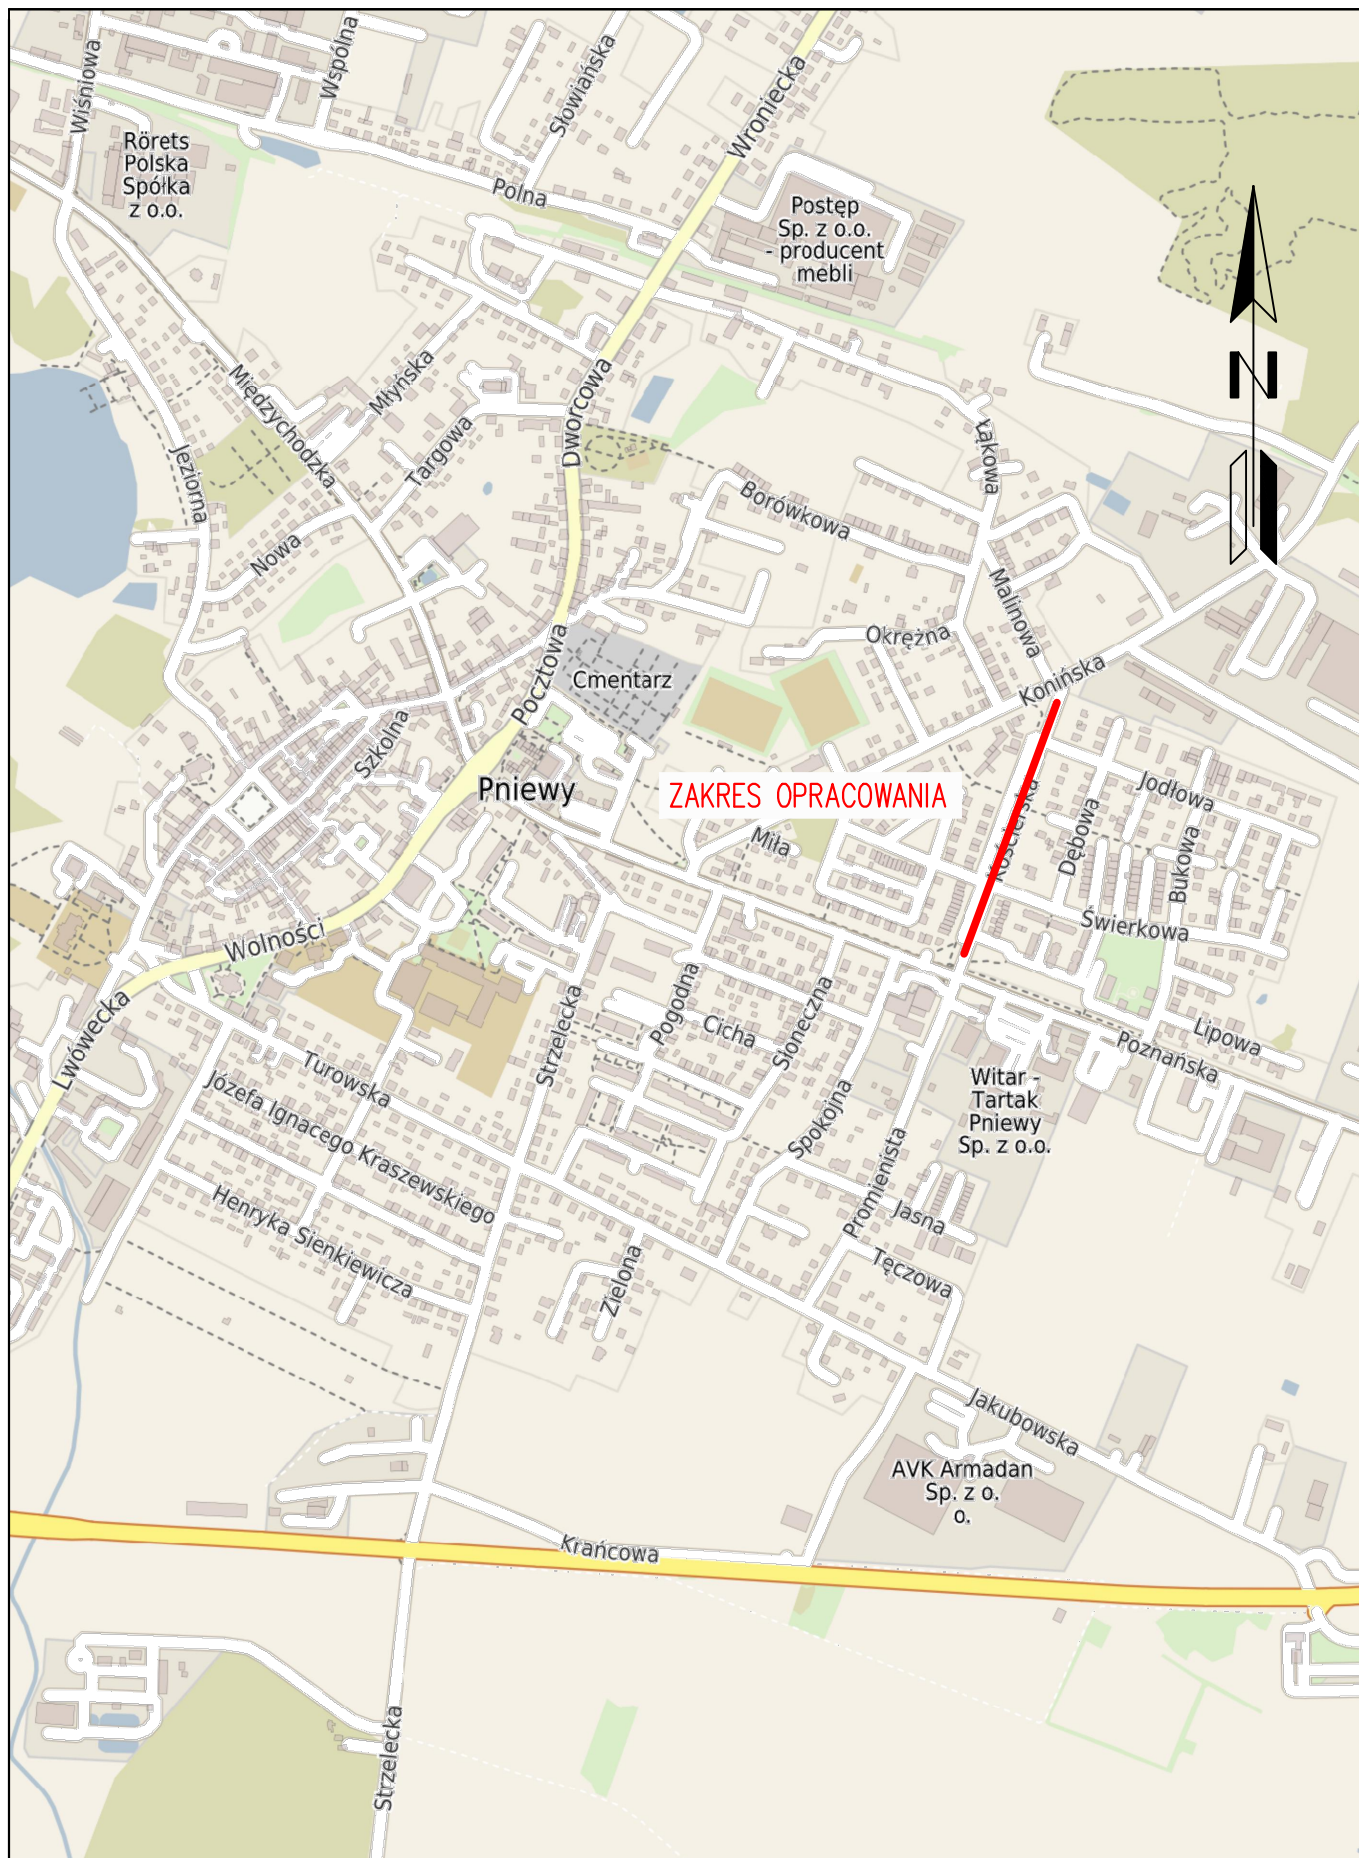 Wiśniowa
Wspólna
Słowiańska
Wroniecka
Rörets
Polska
Spółka
z o.o.
Polna
Postęp
Sp. z o.o.
- producent
mebli
N
Międzychodzka
Młyńska
Dworcowa
Targowa
Jeziorna
Łąkowa
Borówkowa
Nowa
Malinowa
Okrężna
Pocztowa
Cmentarz
Konińska
Szkolna
Pniewy
ZAKRES OPRACOWANIA
Jodłowa
Kościerska
Miła
Dębowa
Bukowa
Świerkowa
Wolności
Lwówecka
Pogodna
Cicha
Słoneczna
Strzelecka
Lipowa
Poznańska
Turowska
Józefa Ignacego Kraszewskiego
Witar -
Tartak
Pniewy
Sp. z o.o.
Spokojna
Promienista
Henryka Sienkiewicza
Jasna
Zielona
Tęczowa
Jakubowska
AVK Armadan
Sp. z o.
o.
Krańcowa
Strzelecka